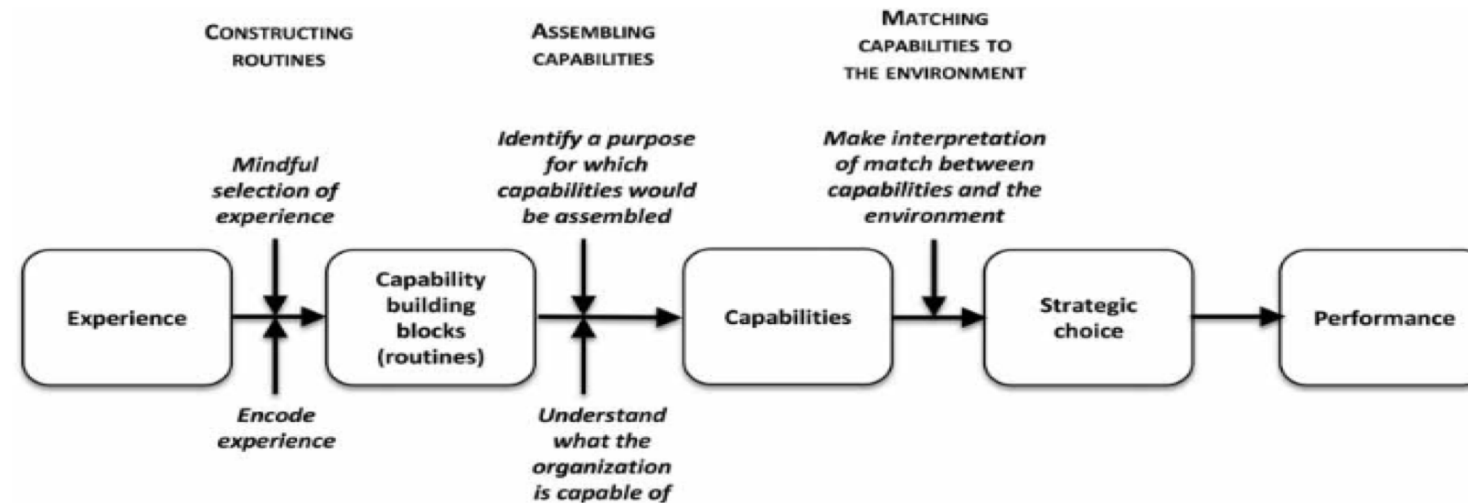 CONSTRUCTING
ROUTINES
ASSEMBLING
CAPABILITIES
MATCHING
CAPABILITIES TO
THE ENVIRONMENT
Mindful
selection of
experience
Identify a purpose
for which
capabilities would
be assembled
Make interpretation
of match between
capabilities and the
environment
Experience
Capability
building
blocks
(routines)
Capabilities
Strategic
choice
Performance
Encode
experience
Understand
what the
organization
is capable of